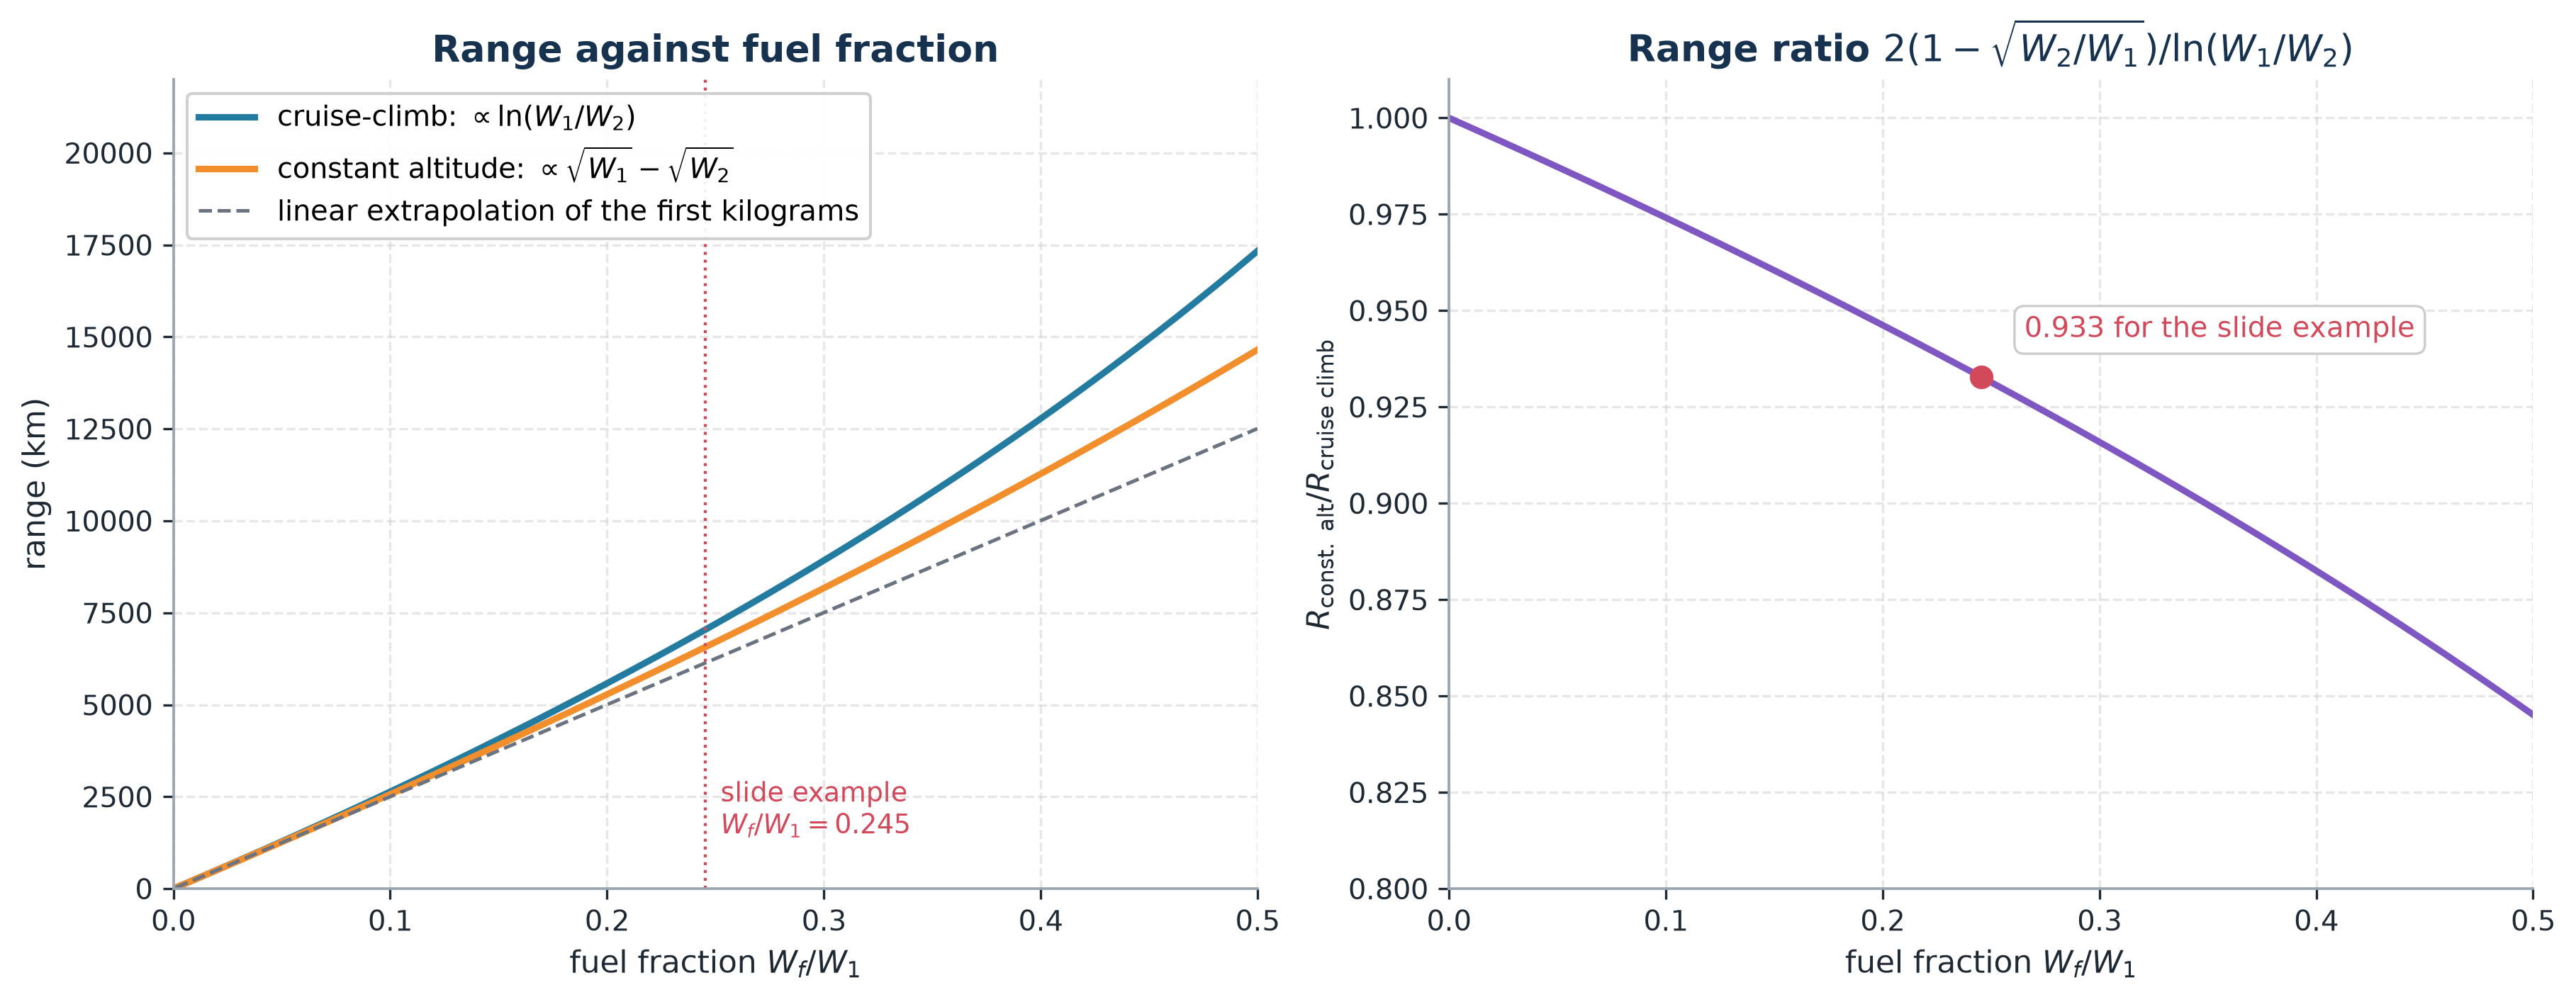 Range against fuel fraction
cruise-climb: ∝ ln(W₁/W₂)
constant altitude: ∝ √W₁ − √W₂
linear extrapolation of the first kilograms
range (km)
20000
17500
15000
12500
10000
7500
5000
2500
0
slide example
W_f/W₁ = 0.245
0.0 0.1 0.2 0.3 0.4 0.5
fuel fraction W_f/W₁
Range ratio 2(1 − √(W₂/W₁))/ln(W₁/W₂)
R_const. alt/R_cruise climb
1.000
0.975
0.950
0.925
0.900
0.875
0.850
0.825
0.800
0.933 for the slide example
0.0 0.1 0.2 0.3 0.4 0.5
fuel fraction W_f/W₁